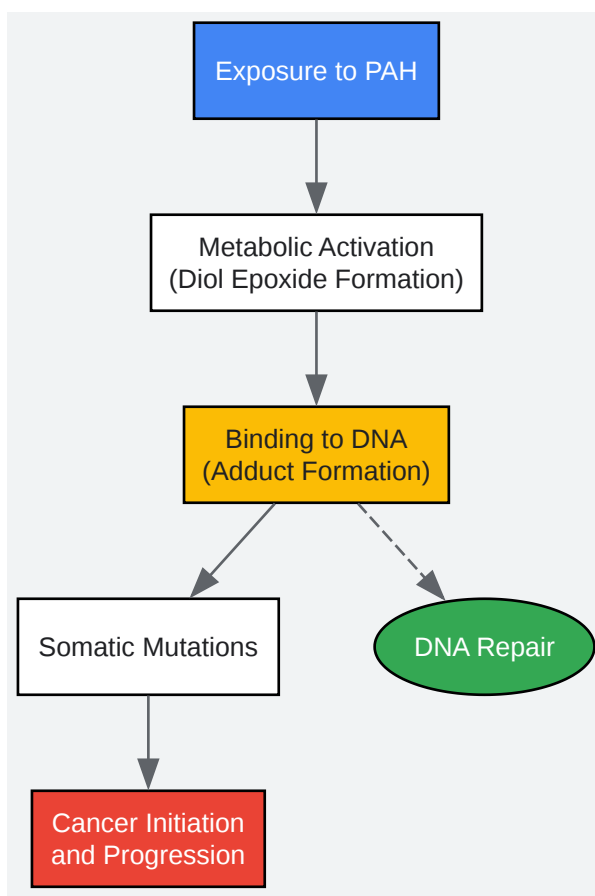 Exposure to PAH
Metabolic Activation
(Diol Epoxide Formation)
Binding to DNA
(Adduct Formation)
Somatic Mutations
DNA Repair
Cancer Initiation
and Progression